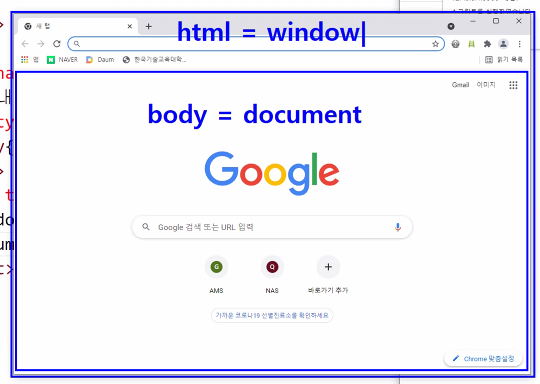 새 탭
html = window
앱 NAVER Daum 한국기술교육대학... 읽기 목록
Gmail 이미지
body = document
Google
Google 검색 또는 URL 입력
G Q
AMS NAS 바로가기 추가
가까운 코로나19 선별진료소를 확인하세요
Chrome 맞춤설정